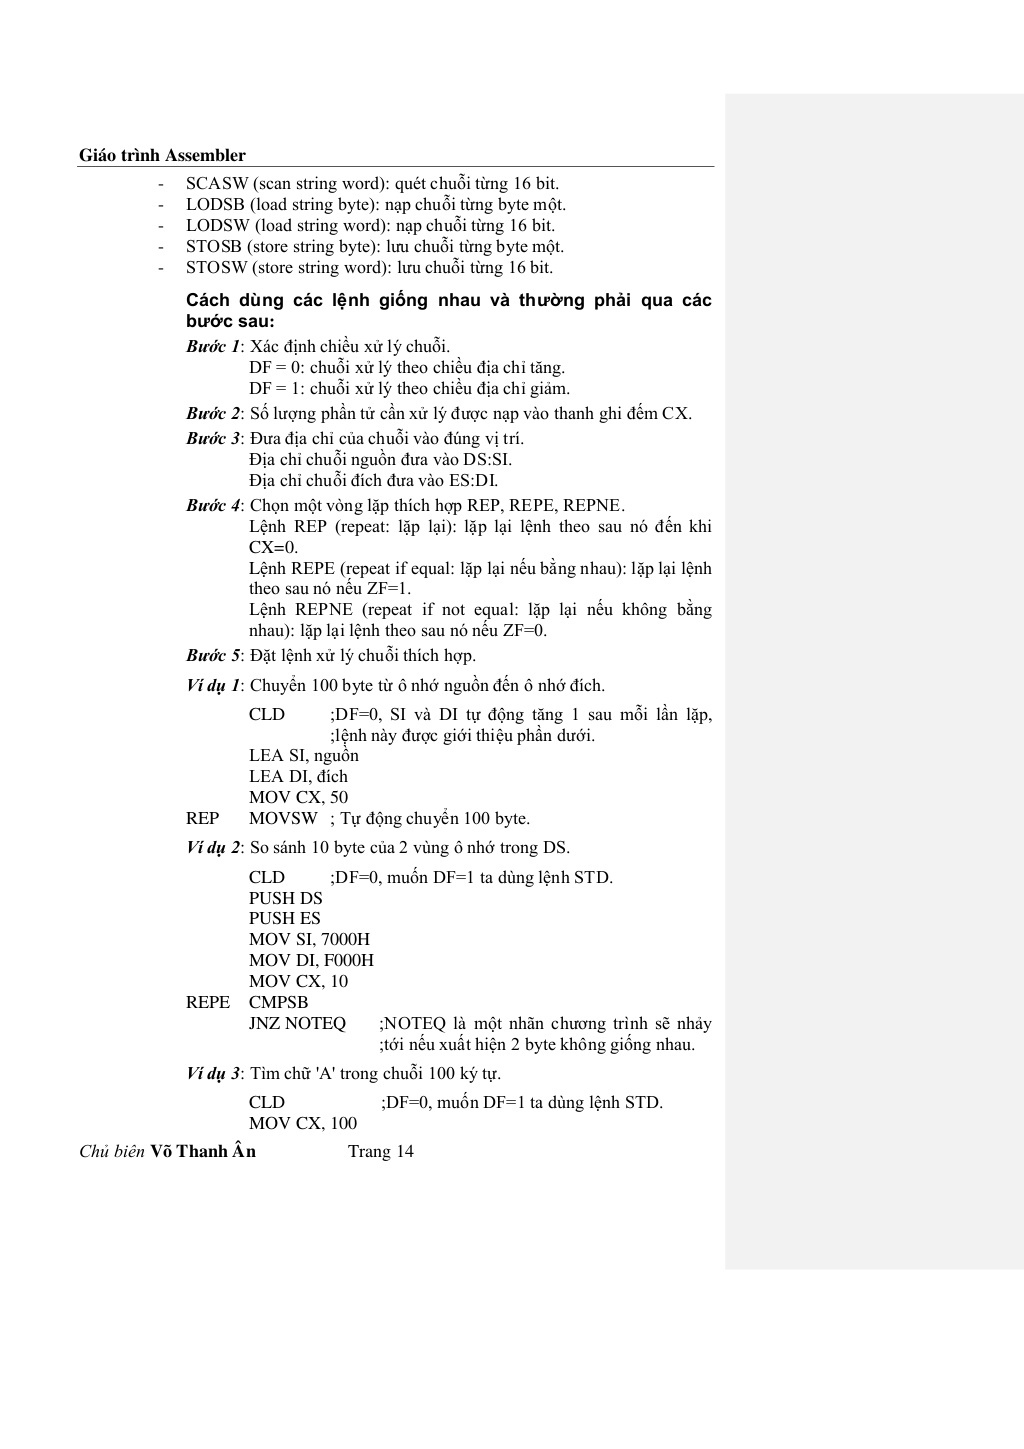 Giáo trình Assembler
- SCASW (scan string word): quét chuỗi từng 16 bit.
- LODSB (load string byte): nạp chuỗi từng byte một.
- LODSW (load string word): nạp chuỗi từng 16 bit.
- STOSB (store string byte): lưu chuỗi từng byte một.
- STOSW (store string word): lưu chuỗi từng 16 bit.
Cách dùng các lệnh giống nhau và thường phải qua các
bước sau:
Bước 1: Xác định chiều xử lý chuỗi.
DF = 0: chuỗi xử lý theo chiều địa chỉ tăng.
DF = 1: chuỗi xử lý theo chiều địa chỉ giảm.
Bước 2: Số lượng phần tử cần xử lý được nạp vào thanh ghi đếm CX.
Bước 3: Đưa địa chỉ của chuỗi vào đúng vị trí.
Địa chỉ chuỗi nguồn đưa vào DS:SI.
Địa chỉ chuỗi đích đưa vào ES:DI.
Bước 4: Chọn một vòng lặp thích hợp REP, REPE, REPNE.
Lệnh REP (repeat: lặp lại): lặp lại lệnh theo sau nó đến khi
CX=0.
Lệnh REPE (repeat if equal: lặp lại nếu bằng nhau): lặp lại lệnh
theo sau nó nếu ZF=1.
Lệnh REPNE (repeat if not equal: lặp lại nếu không bằng
nhau): lặp lại lệnh theo sau nó nếu ZF=0.
Bước 5: Đặt lệnh xử lý chuỗi thích hợp.
Ví dụ 1: Chuyển 100 byte từ ô nhớ nguồn đến ô nhớ đích.
CLD ;DF=0, SI và DI tự động tăng 1 sau mỗi lần lặp,
;lệnh này được giới thiệu phần dưới.
LEA SI, nguồn
LEA DI, đích
MOV CX, 50
REP MOVSW ; Tự động chuyển 100 byte.
Ví dụ 2: So sánh 10 byte của 2 vùng ô nhớ trong DS.
CLD ;DF=0, muốn DF=1 ta dùng lệnh STD.
PUSH DS
PUSH ES
MOV SI, 7000H
MOV DI, F000H
MOV CX, 10
REPE CMPSB
JNZ NOTEQ ;NOTEQ là một nhãn chương trình sẽ nhảy
;tới nếu xuất hiện 2 byte không giống nhau.
Ví dụ 3: Tìm chữ 'A' trong chuỗi 100 ký tự.
CLD ;DF=0, muốn DF=1 ta dùng lệnh STD.
MOV CX, 100
Chủ biên Võ Thanh Ân Trang 14